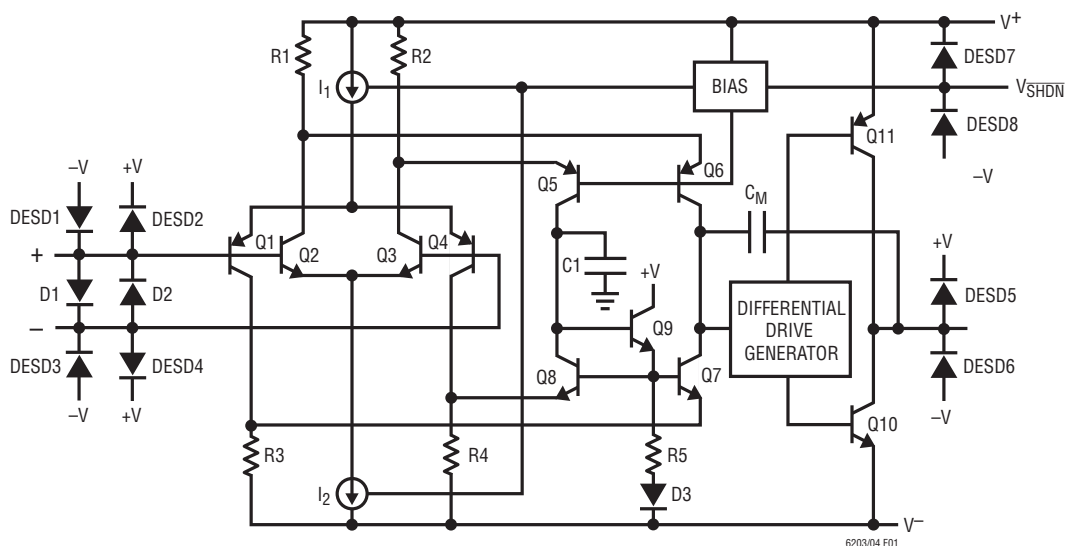 V+
R1
R2
DESD7
I1
BIAS
VSHDN
DESD8
Q11
–V
+V
–V
Q5
Q6
CM
DESD1
DESD2
+V
+
Q1
Q2
Q3
Q4
C1
+V
DESD5
D1
D2
DIFFERENTIAL
DRIVE
GENERATOR
Q9
–
DESD3
DESD4
Q8
Q7
DESD6
–V
+V
–V
Q10
R3
R4
R5
I2
D3
V–
6203/04 F01